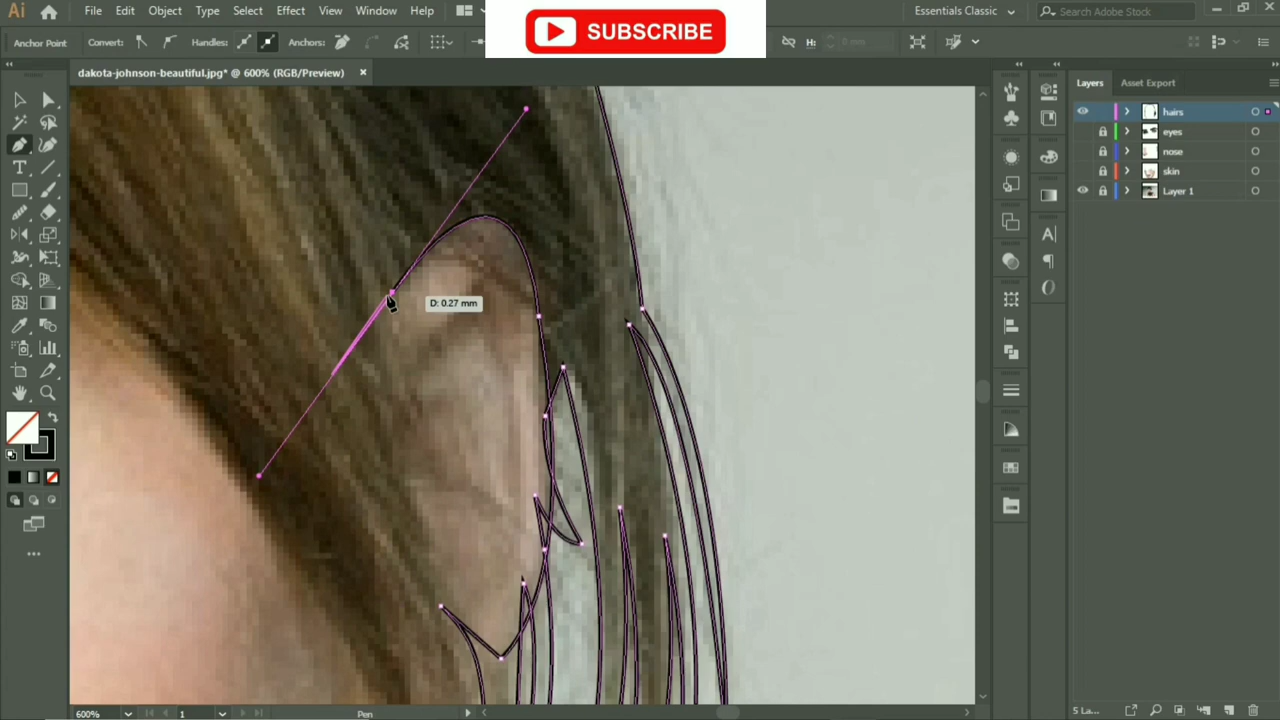 Ai File Edit Object Type Select Effect View Window Help
SUBSCRIBE
Essentials Classic
Search Adobe Stock
Anchor Point Convert: Handles: Anchors:
H: 0 mm
dakota-johnson-beautiful.jpg* @ 600% (RGB/Preview) ×
Layers Asset Export
hairs
eyes
nose
skin
Layer 1
D: 0.27 mm
600% 1 Pen
5 La...